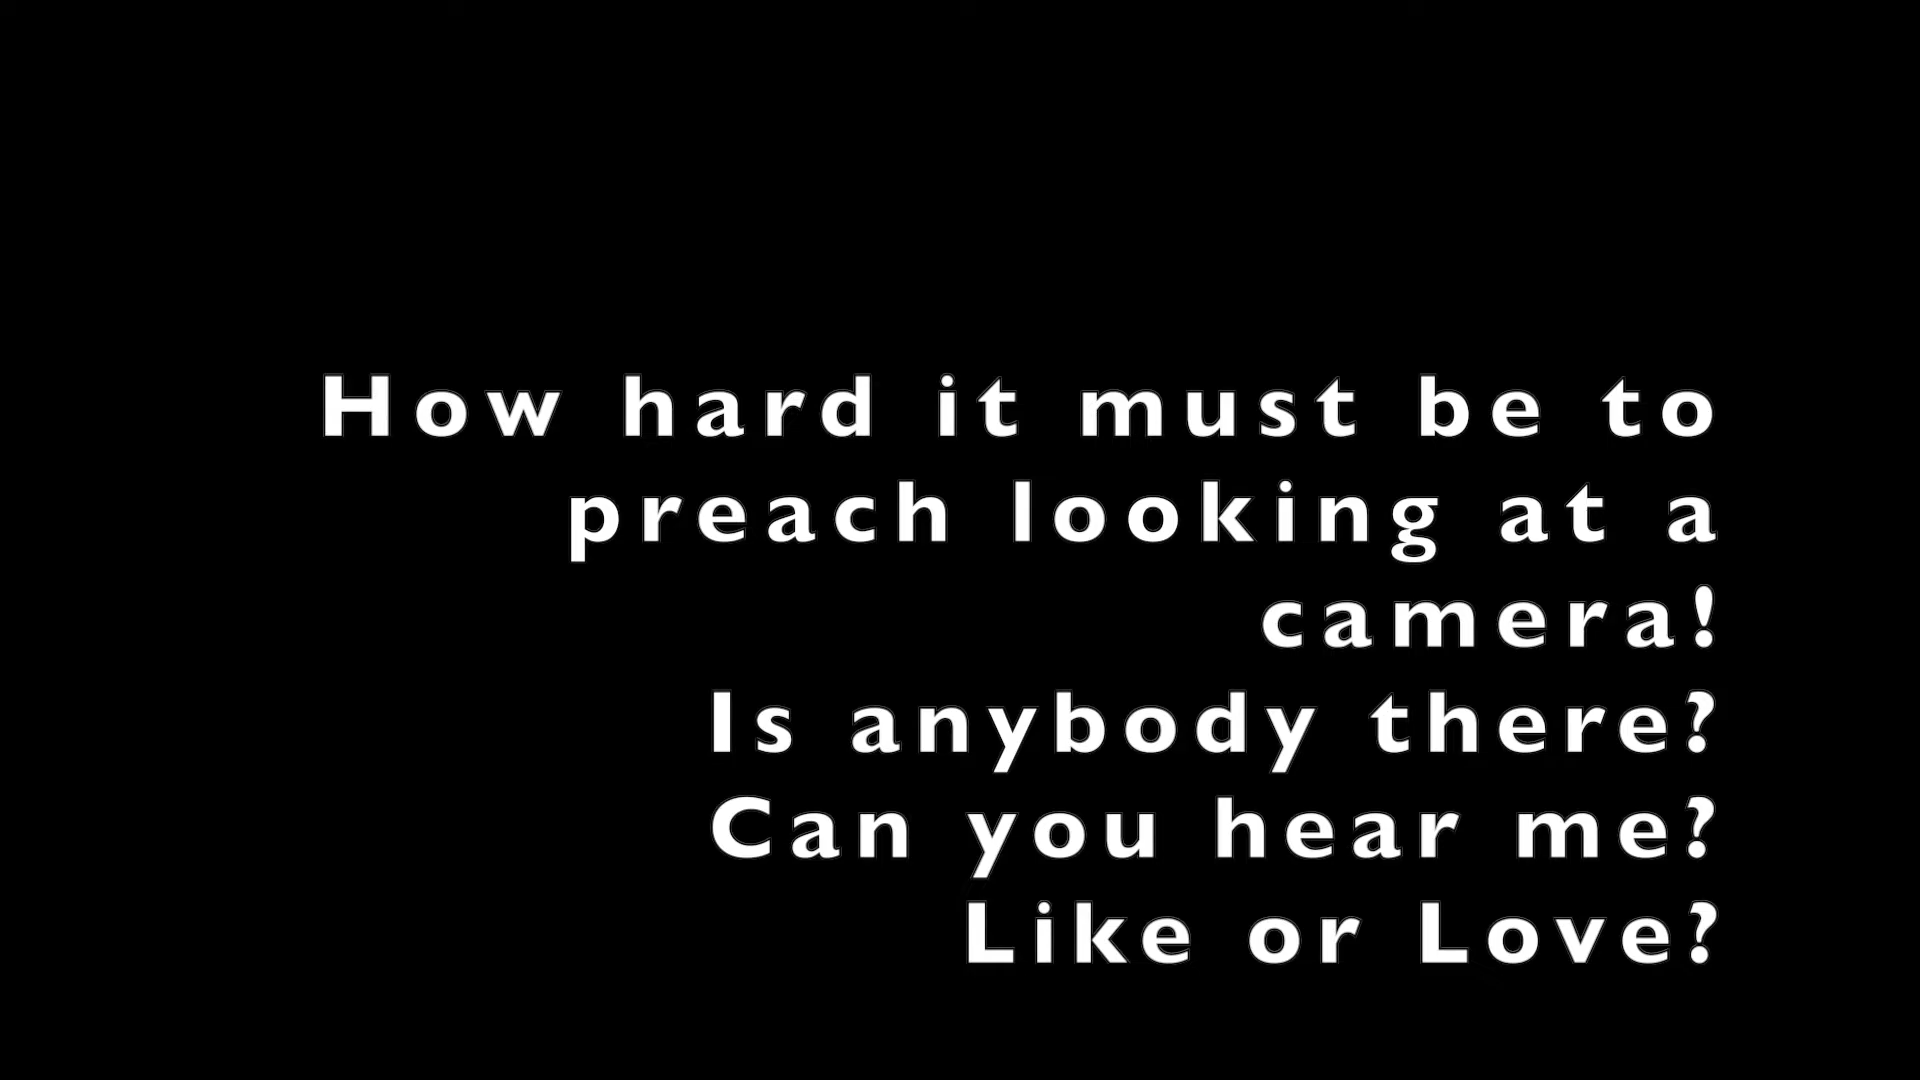 How hard it must be to
preach looking at a
camera!
Is anybody there?
Can you hear me?
Like or Love?